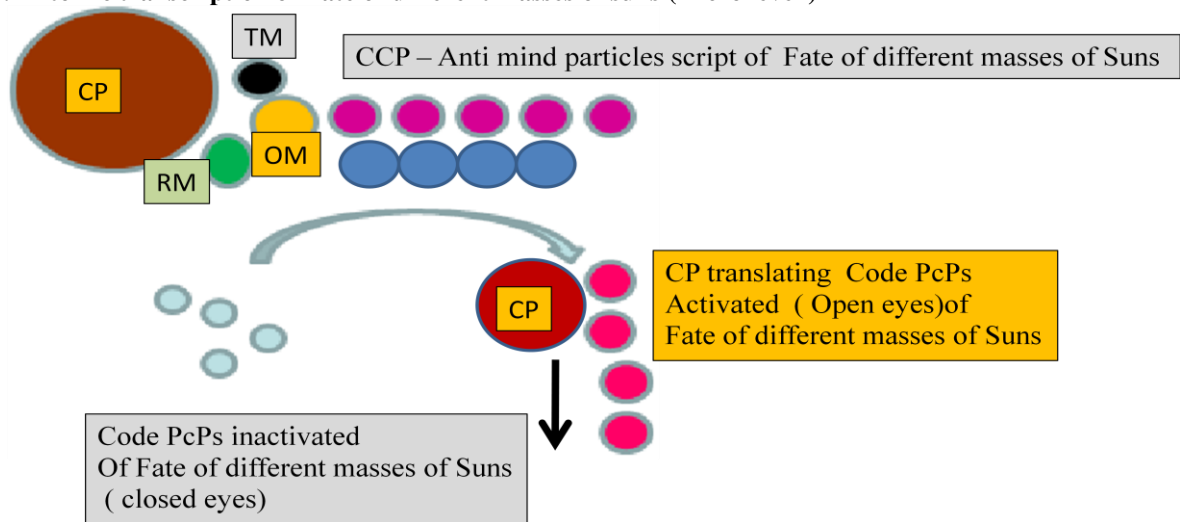 TM
CCP – Anti mind particles script of Fate of different masses of Suns
CP
OM
RM
CP translating Code PcPs
Activated ( Open eyes)of
Fate of different masses of Suns
CP
Code PcPs inactivated
Of Fate of different masses of Suns
( closed eyes)